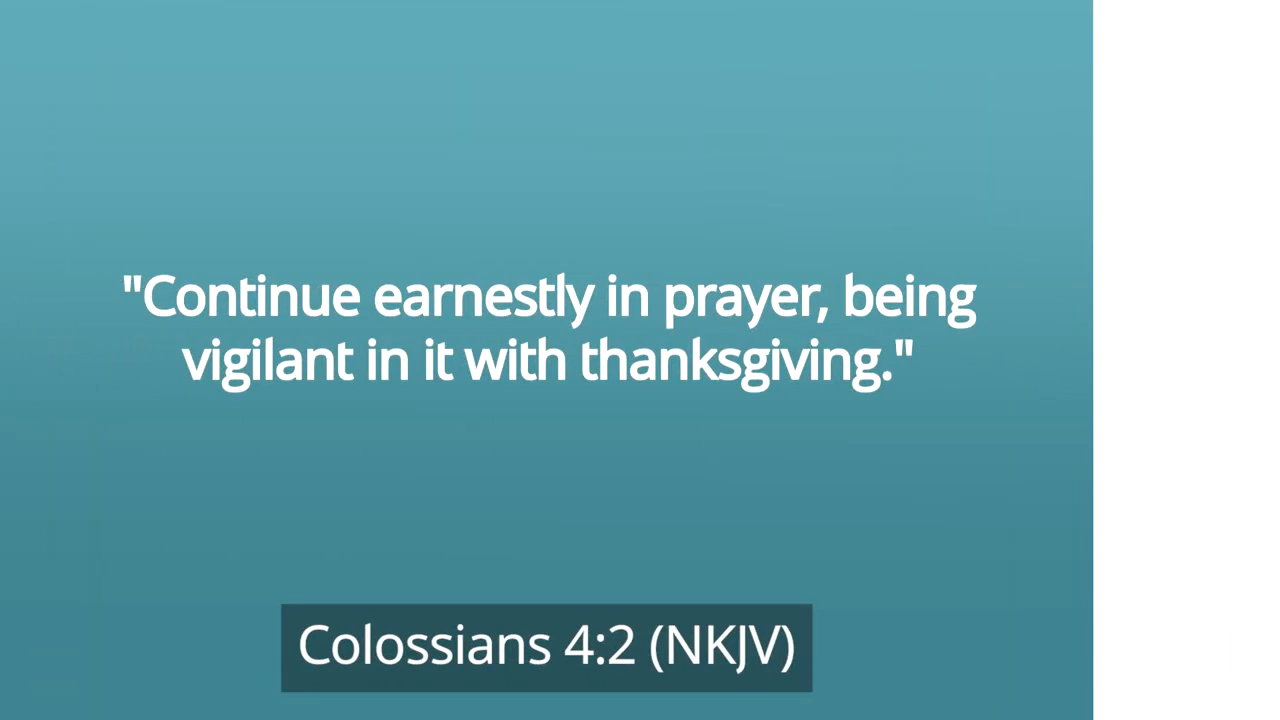 "Continue earnestly in prayer, being
vigilant in it with thanksgiving."
Colossians 4:2 (NKJV)